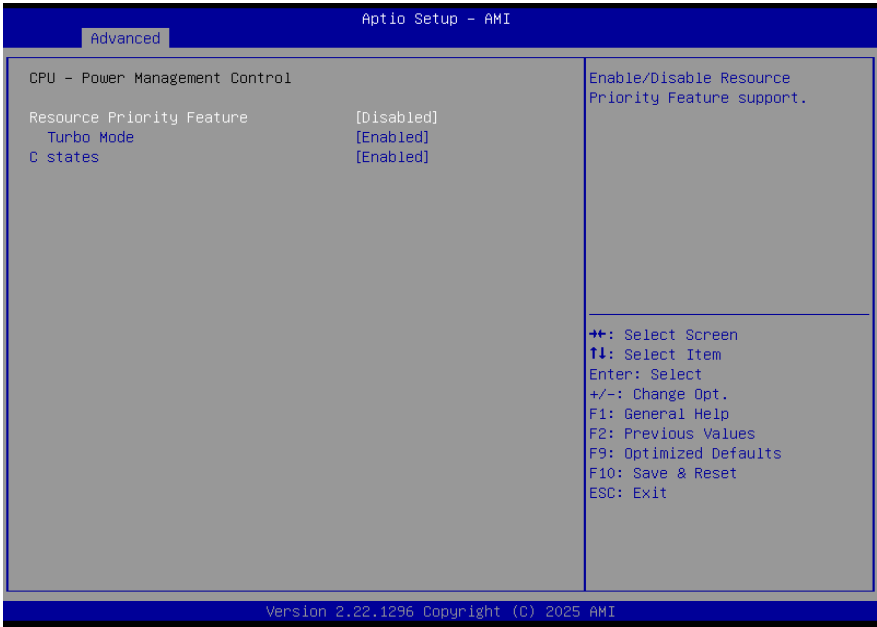 Aptio Setup – AMI
Advanced
CPU – Power Management Control
Resource Priority Feature [Disabled]
Turbo Mode [Enabled]
C states [Enabled]
Enable/Disable Resource
Priority Feature support.
→←: Select Screen
↑↓: Select Item
Enter: Select
+/-: Change Opt.
F1: General Help
F2: Previous Values
F9: Optimized Defaults
F10: Save & Reset
ESC: Exit
Version 2.22.1296 Copyright (C) 2025 AMI